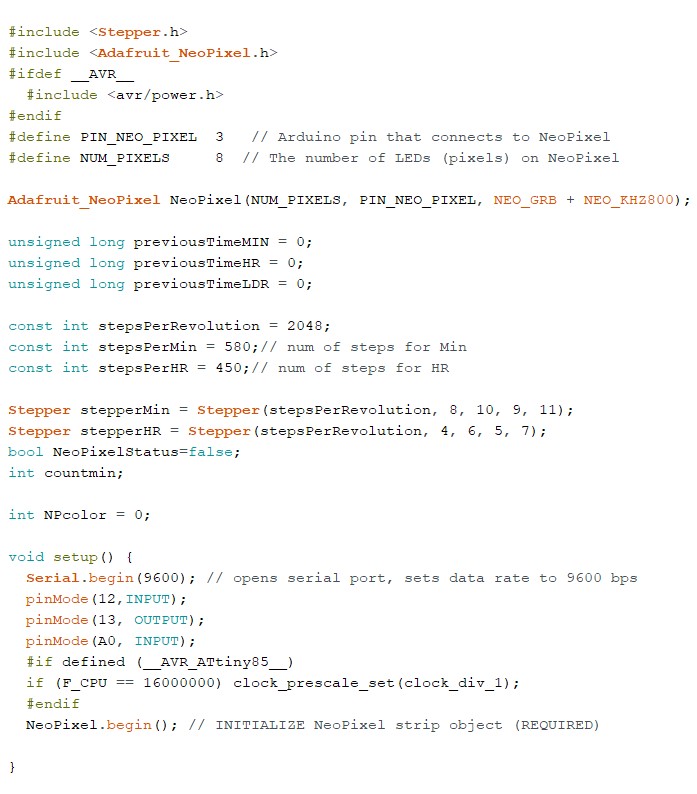 #include <Stepper.h>
#include <Adafruit_NeoPixel.h>
#ifdef __AVR__
  #include <avr/power.h>
#endif
#define PIN_NEO_PIXEL  3   // Arduino pin that connects to NeoPixel
#define NUM_PIXELS     8  // The number of LEDs (pixels) on NeoPixel

Adafruit_NeoPixel NeoPixel(NUM_PIXELS, PIN_NEO_PIXEL, NEO_GRB + NEO_KHZ800);

unsigned long previousTimeMIN = 0;
unsigned long previousTimeHR = 0;
unsigned long previousTimeLDR = 0;

const int stepsPerRevolution = 2048;
const int stepsPerMin = 580;// num of steps for Min
const int stepsPerHR = 450;// num of steps for HR

Stepper stepperMin = Stepper(stepsPerRevolution, 8, 10, 9, 11);
Stepper stepperHR = Stepper(stepsPerRevolution, 4, 6, 5, 7);
bool NeoPixelStatus=false;
int countmin;

int NPcolor = 0;

void setup() {
  Serial.begin(9600); // opens serial port, sets data rate to 9600 bps
  pinMode(12,INPUT);
  pinMode(13, OUTPUT);
  pinMode(A0, INPUT);
  #if defined (__AVR_ATtiny85__)
  if (F_CPU == 16000000) clock_prescale_set(clock_div_1);
  #endif
  NeoPixel.begin(); // INITIALIZE NeoPixel strip object (REQUIRED)

}